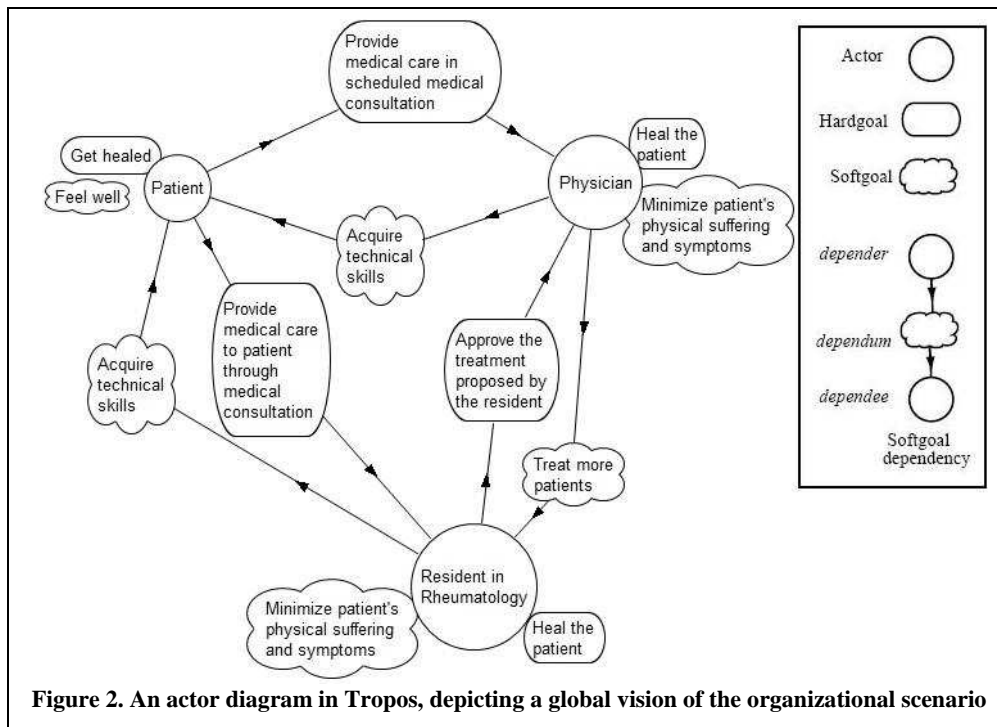 Provide
medical care in
scheduled medical
consultation
Get healed
Feel well
Patient
Physician
Heal the
patient
Minimize patient's
physical suffering
and symptoms
Acquire
technical
skills
Provide
medical care
to patient
through
medical
consultation
Acquire
technical
skills
Approve the
treatment
proposed by
the resident
Treat more
patients
Resident in
Rheumatology
Minimize patient's
physical suffering
and symptoms
Heal the
patient
Actor
Hardgoal
Softgoal
depender
dependum
dependee
Softgoal
dependency
Figure 2. An actor diagram in Tropos, depicting a global vision of the organizational scenario